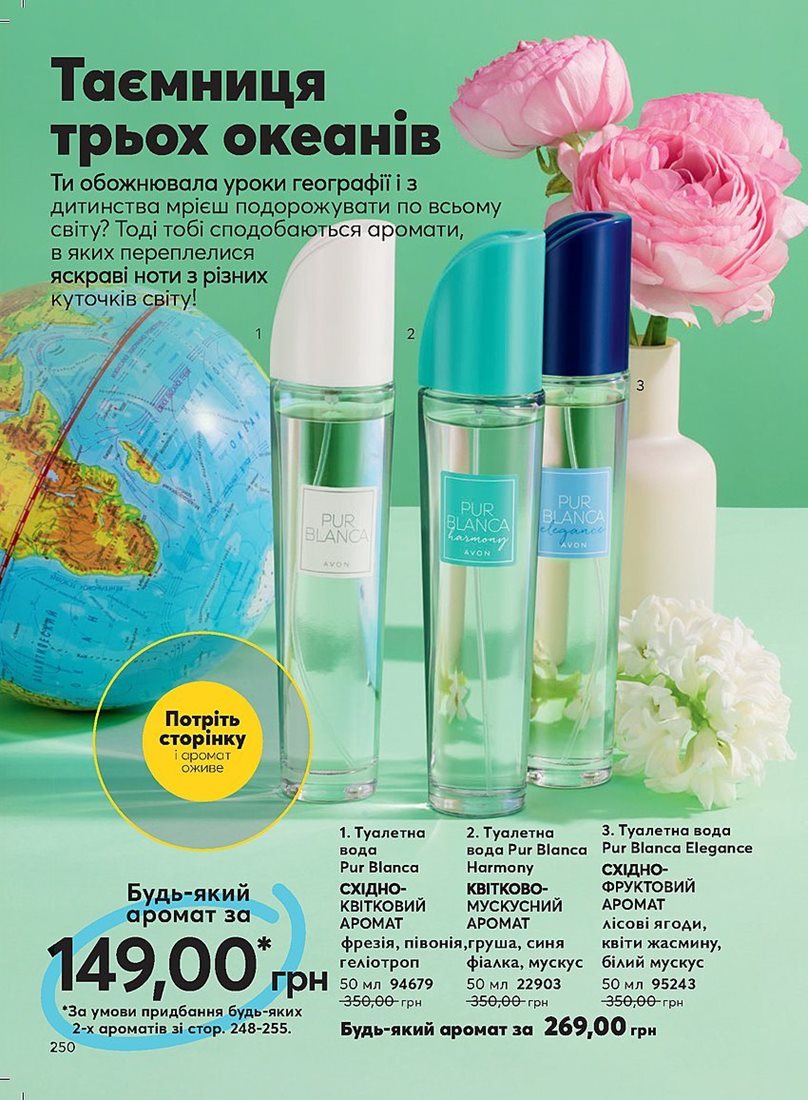 Таємниця
трьох океанів
Ти обожнювала уроки географії і з
дитинства мрієш подорожувати по всьому
світу? Тоді тобі сподобаються аромати,
в яких переплелися
яскраві ноти з різних
куточків світу!
1
2
3
PUR
BLANCA
AVON
PUR
BLANCA
harmony
AVON
PUR
BLANCA
elegance
AVON
Потріть
сторінку
і аромат
оживе
1. Туалетна
вода
Pur Blanca
СХІДНО-
КВІТКОВИЙ
АРОМАТ
фрезія, півонія,
геліотроп
50 мл 94679
350,00 грн
2. Туалетна
вода Pur Blanca
Harmony
КВІТКОВО-
МУСКУСНИЙ
АРОМАТ
груша, синя
фіалка, мускус
50 мл 22903
350,00 грн
3. Туалетна вода
Pur Blanca Elegance
СХІДНО-
ФРУКТОВИЙ
АРОМАТ
лісові ягоди,
квіти жасмину,
білий мускус
50 мл 95243
350,00 грн
Будь-який аромат за 269,00 грн
Будь-який
аромат за
149,00* грн
*За умови придбання будь-яких
2-х ароматів зі стор. 248-255.
250